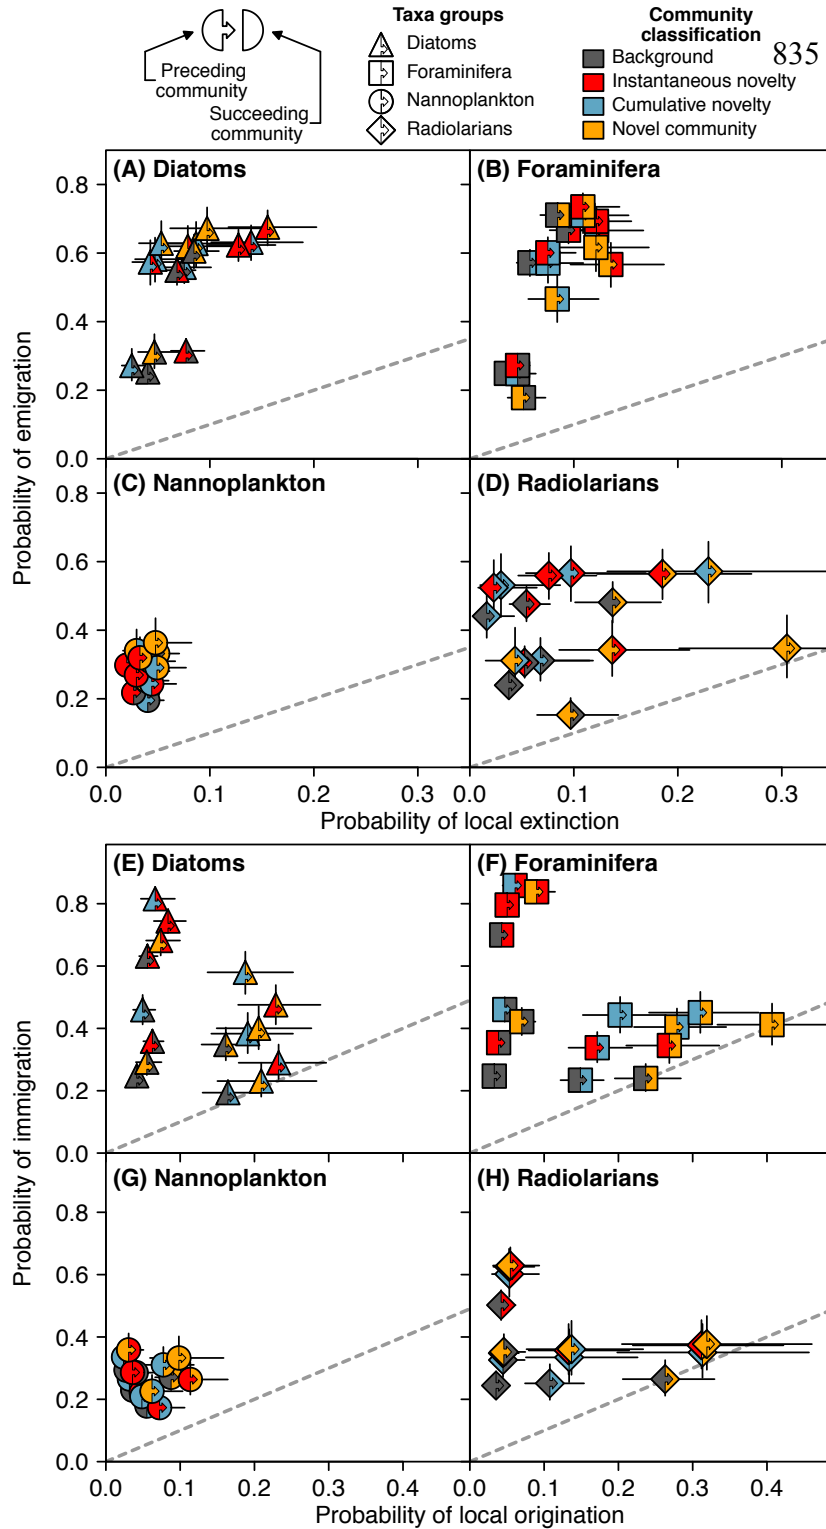 Preceding
community
Succeeding
community
Taxa groups
Diatoms
Foraminifera
Nannoplankton
Radiolarians
Community
classification
835
Background
Instantaneous novelty
Cumulative novelty
Novel community
(A) Diatoms
(B) Foraminifera
0.8
0.6
0.4
0.2
0.0
(C) Nannoplankton
(D) Radiolarians
0.8
0.6
0.4
0.2
0.0
Probability of emigration
0.0 0.1 0.2 0.3 0.0 0.1 0.2 0.3
Probability of local extinction
(E) Diatoms
(F) Foraminifera
0.8
0.6
0.4
0.2
0.0
(G) Nannoplankton
(H) Radiolarians
0.8
0.6
0.4
0.2
0.0
Probability of immigration
0.0 0.1 0.2 0.4 0.0 0.1 0.2 0.3 0.4
Probability of local origination